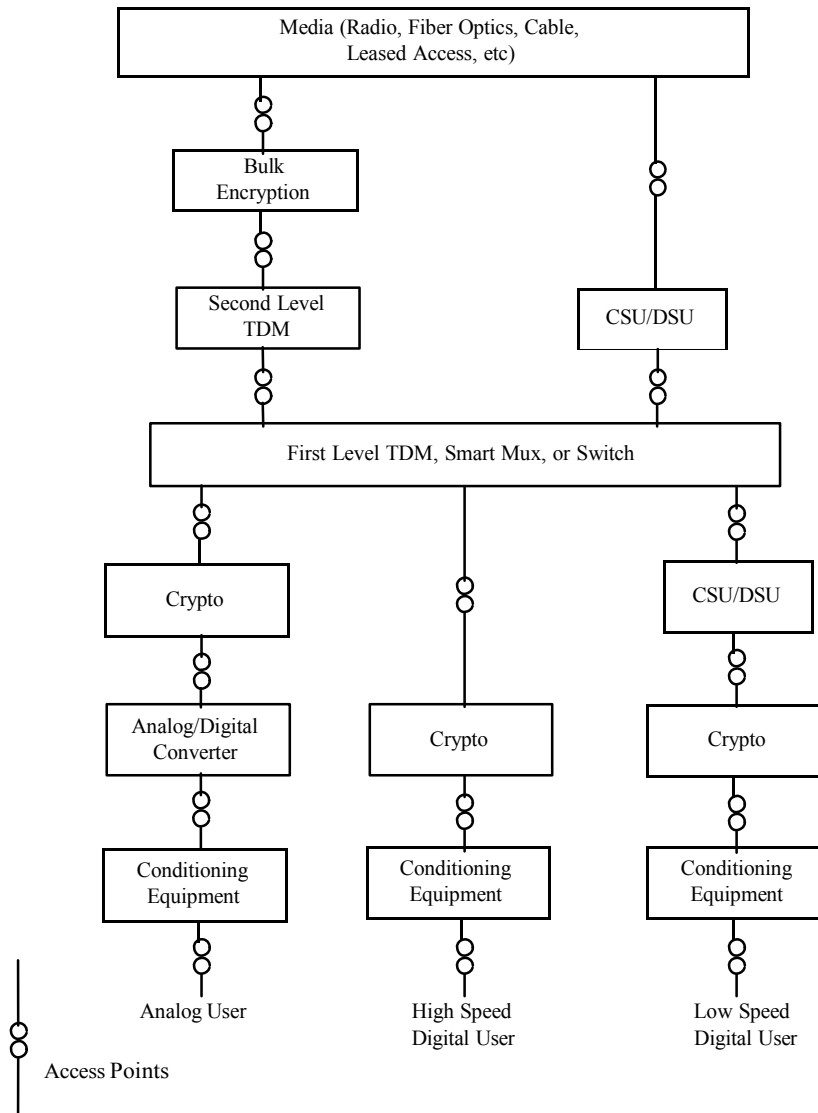 Media (Radio, Fiber Optics, Cable,
Leased Access, etc)
Bulk
Encryption
Second Level
TDM
CSU/DSU
First Level TDM, Smart Mux, or Switch
Crypto
CSU/DSU
Analog/Digital
Converter
Crypto
Crypto
Conditioning
Equipment
Conditioning
Equipment
Conditioning
Equipment
Analog User
High Speed
Digital User
Low Speed
Digital User
Access Points